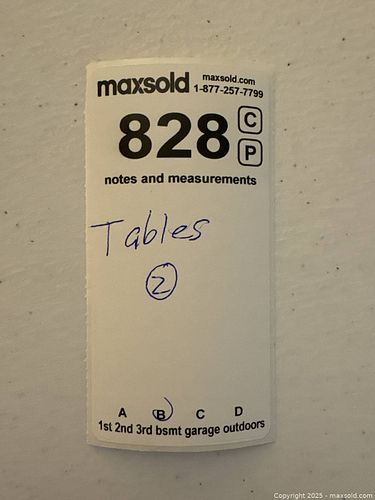 maxsold maxsold.com
1-877-257-7799
828 C
P
notes and measurements
Tables
2
A B C D
1st 2nd 3rd bsmt garage outdoors
Copyright 2025 - maxsold.com